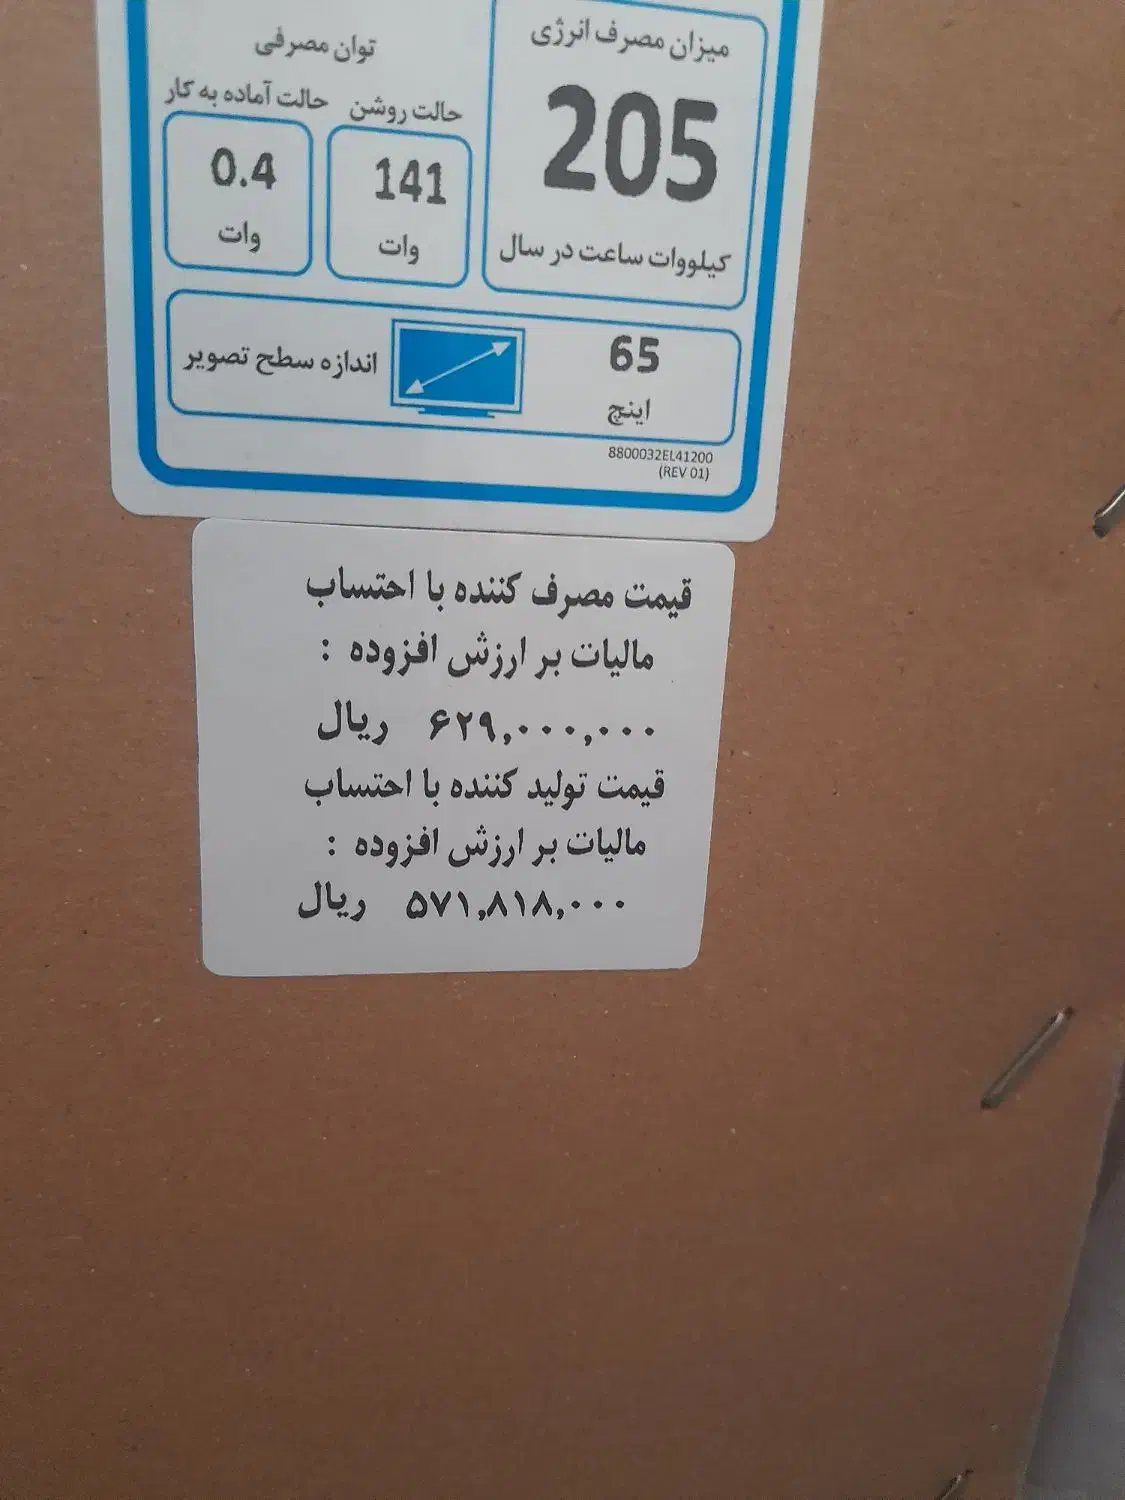 میزان مصرف انرژی
205
کیلووات ساعت در سال
توان مصرفی
حالت روشن
141
وات
حالت آماده به کار
0.4
وات
اندازه سطح تصویر
65
اینچ
8800032EL41200
(REV 01)
قیمت مصرف کننده با احتساب
مالیات بر ارزش افزوده :
۶۲۹,۰۰۰,۰۰۰ ریال
قیمت تولید کننده با احتساب
مالیات بر ارزش افزوده :
۵۷۱,۸۱۸,۰۰۰ ریال